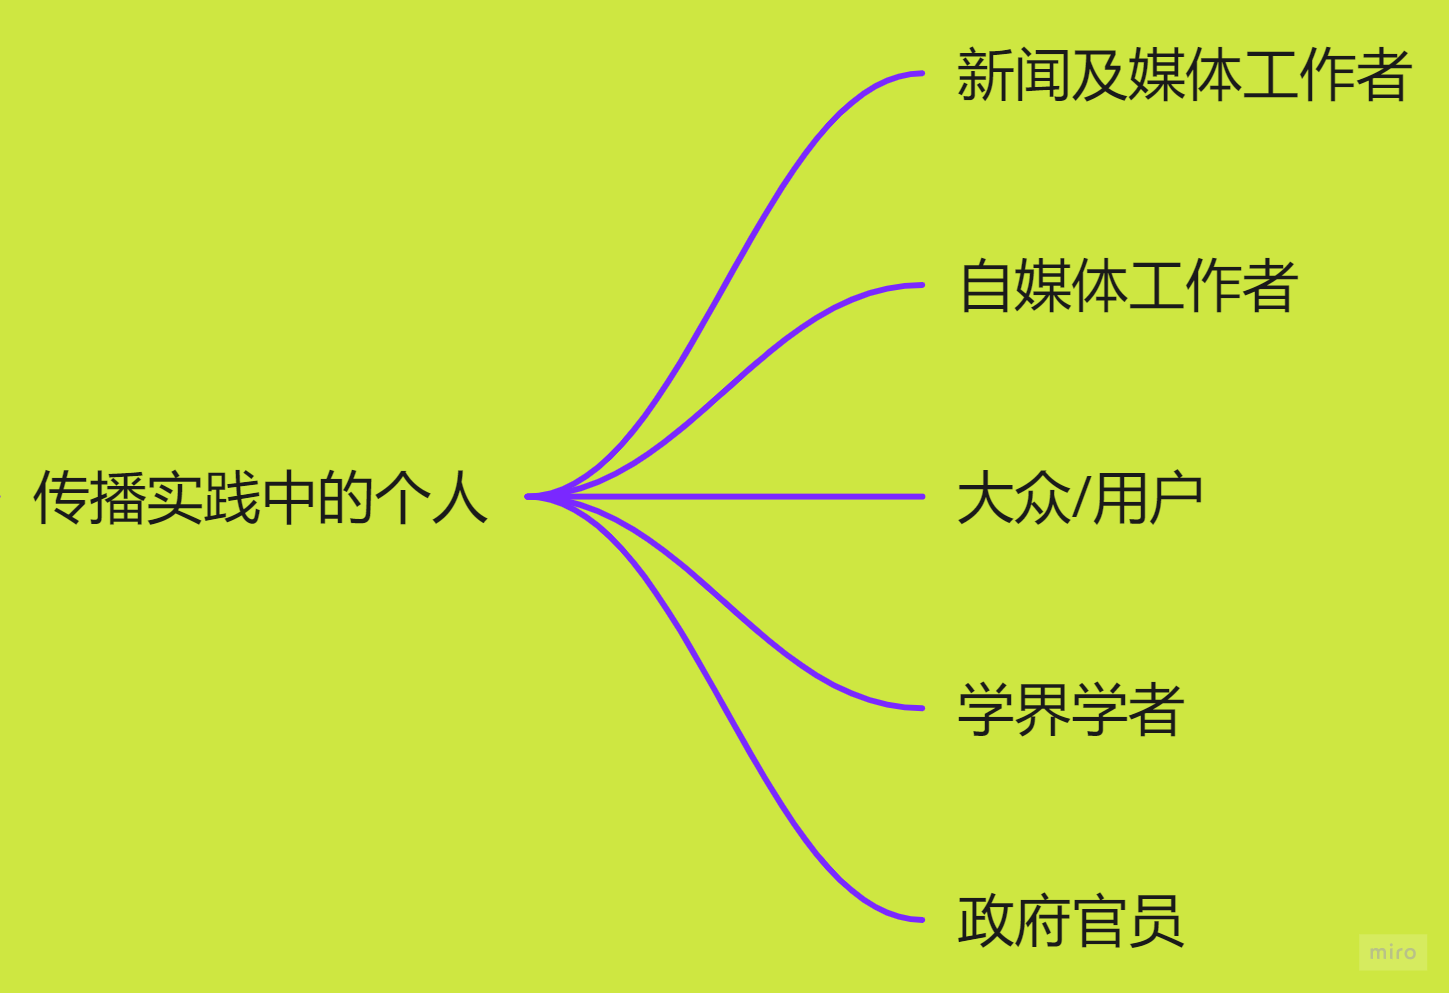 新闻及媒体工作者
自媒体工作者
传播实践中的个人
大众/用户
学界学者
政府官员
miro